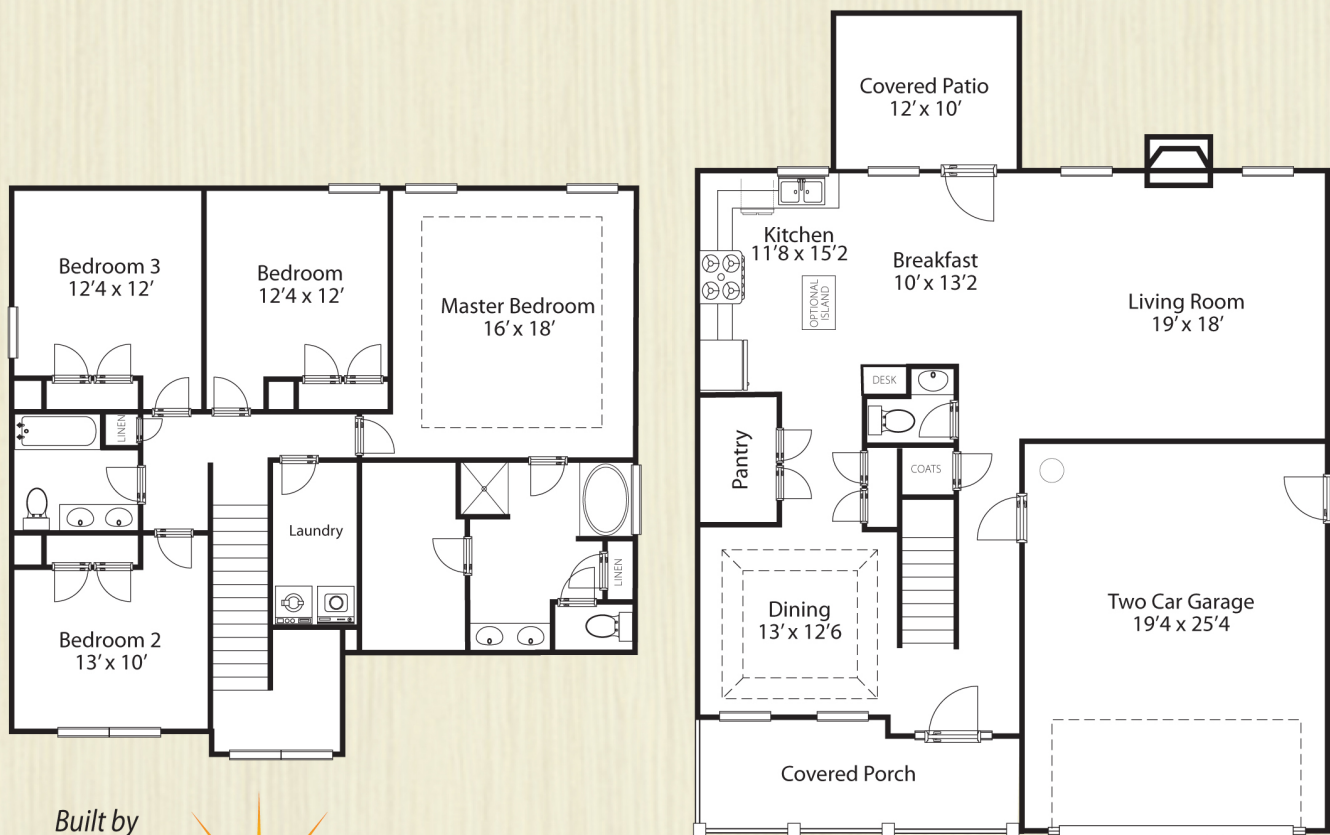 Bedroom 3
12'4 x 12'
Bedroom
12'4 x 12'
Master Bedroom
16' x 18'
LINEN
Laundry
LINEN
Bedroom 2
13' x 10'
Built by
Covered Patio
12' x 10'
Kitchen
11'8 x 15'2
OPTIONAL
ISLAND
Breakfast
10' x 13'2
Living Room
19' x 18'
DESK
Pantry
COATS
Dining
13' x 12'6
Two Car Garage
19'4 x 25'4
Covered Porch